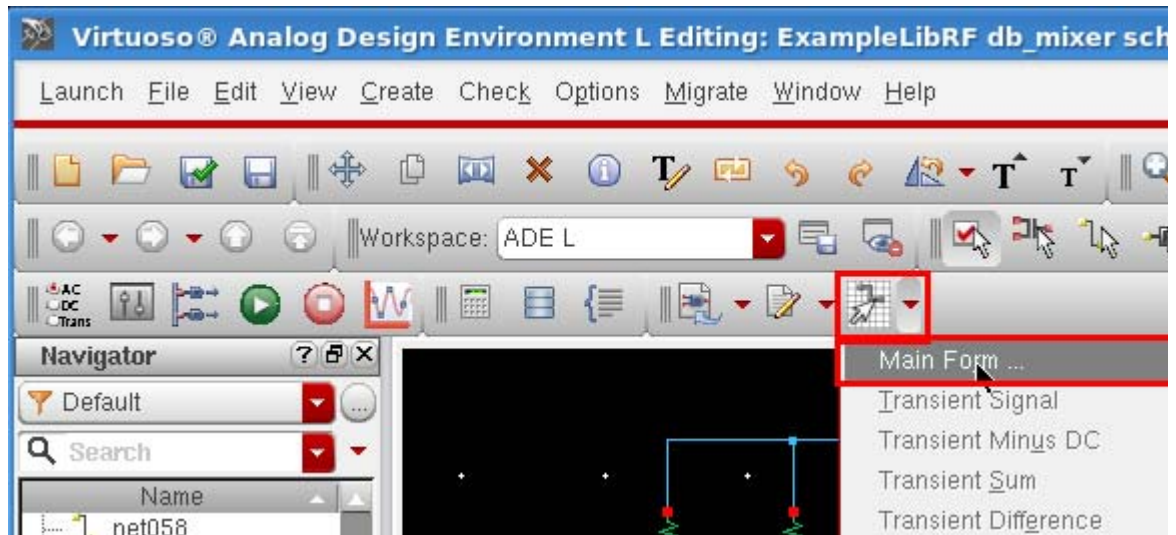 Virtuoso® Analog Design Environment L Editing: ExampleLibRF db_mixer sch
Launch File Edit View Create Check Options Migrate Window Help
T T T
Workspace: ADE L
AC
DC
Trans
Navigator
Main Form ...
Default
Transient Signal
Search
Transient Minus DC
Name
Transient Sum
net058
Transient Difference